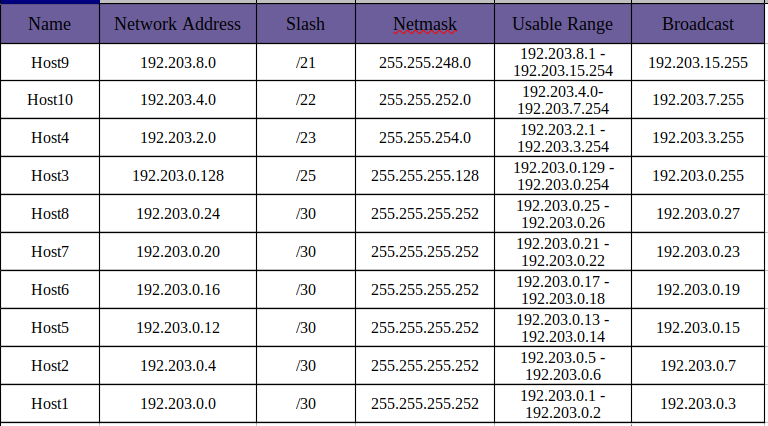 Name Network Address Slash Netmask Usable Range Broadcast
Host9 192.203.8.0 /21 255.255.248.0 192.203.8.1 - 192.203.15.254 192.203.15.255
Host10 192.203.4.0 /22 255.255.252.0 192.203.4.0- 192.203.7.254 192.203.7.255
Host4 192.203.2.0 /23 255.255.254.0 192.203.2.1 - 192.203.3.254 192.203.3.255
Host3 192.203.0.128 /25 255.255.255.128 192.203.0.129 - 192.203.0.254 192.203.0.255
Host8 192.203.0.24 /30 255.255.255.252 192.203.0.25 - 192.203.0.26 192.203.0.27
Host7 192.203.0.20 /30 255.255.255.252 192.203.0.21 - 192.203.0.22 192.203.0.23
Host6 192.203.0.16 /30 255.255.255.252 192.203.0.17 - 192.203.0.18 192.203.0.19
Host5 192.203.0.12 /30 255.255.255.252 192.203.0.13 - 192.203.0.14 192.203.0.15
Host2 192.203.0.4 /30 255.255.255.252 192.203.0.5 - 192.203.0.6 192.203.0.7
Host1 192.203.0.0 /30 255.255.255.252 192.203.0.1 - 192.203.0.2 192.203.0.3